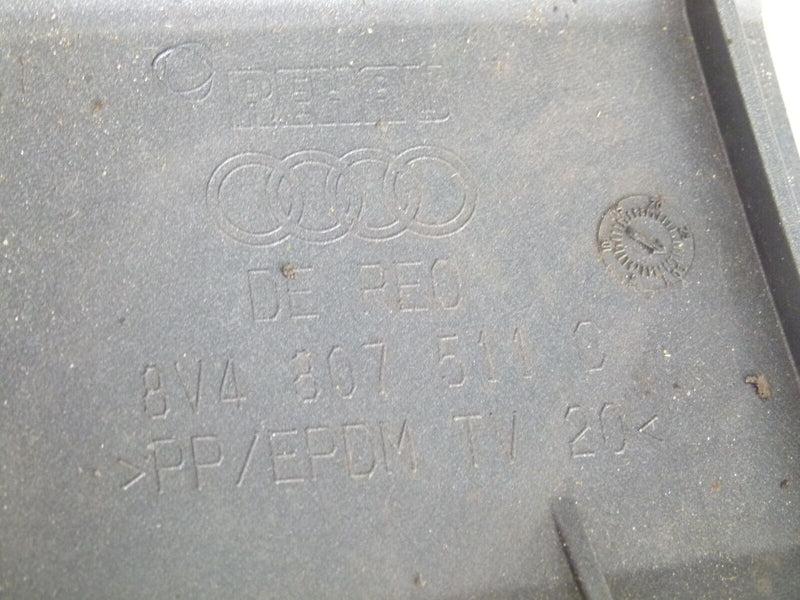 REHAU
DE REO
8V4 807 511 C
>PP/EPDM TV 20<